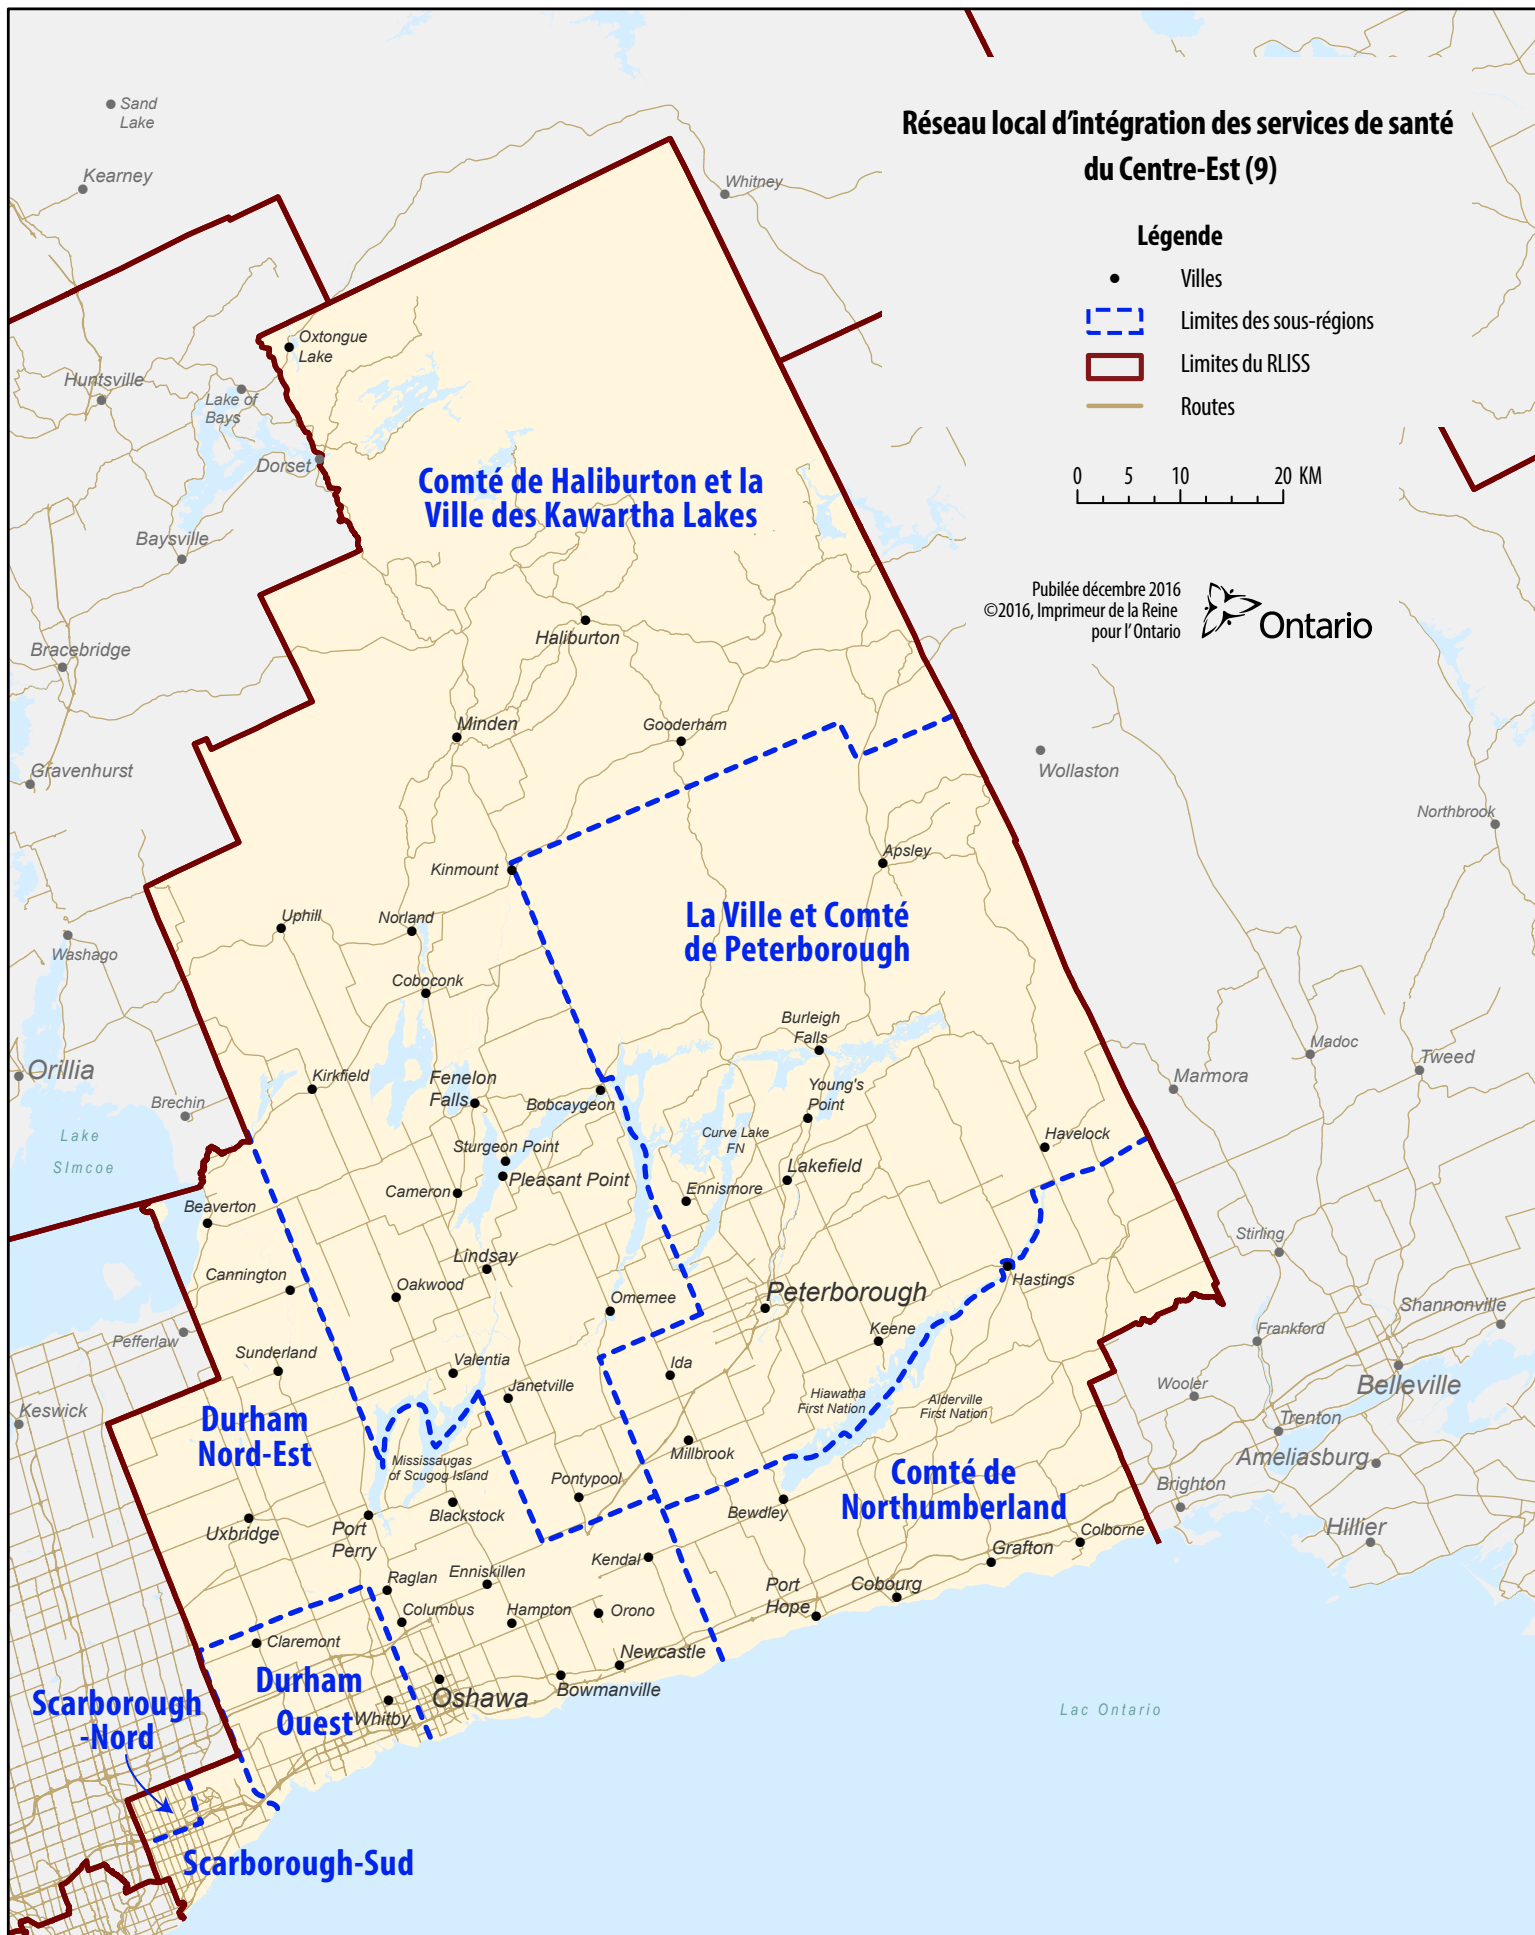 Réseau local d'intégration des services de santé
du Centre-Est (9)
Légende
Villes
Limites des sous-régions
Limites du RLISS
Routes
0 5 10 20 KM
Pubilée décembre 2016
©2016, Imprimeur de la Reine
pour l'Ontario
Ontario
Sand
Lake
Kearney
Whitney
Oxtongue
Lake
Huntsville
Lake of
Bays
Dorset
Comté de Haliburton et la
Ville des Kawartha Lakes
Baysville
Haliburton
Bracebridge
Minden
Gooderham
Gravenhurst
Wollaston
Northbrook
Kinmount
Apsley
Uphill
Norland
La Ville et Comté
de Peterborough
Washago
Coboconk
Burleigh
Falls
Orillia
Kirkfield
Fenelon
Falls
Bobcaygeon
Young's
Point
Madoc
Tweed
Marmora
Brechin
Lake
SImcoe
Sturgeon Point
Pleasant Point
Curve Lake
FN
Havelock
Lakefield
Cameron
Ennismore
Beaverton
Stirling
Lindsay
Cannington
Oakwood
Omemee
Peterborough
Hastings
Shannonville
Pefferlaw
Keene
Frankford
Sunderland
Valentia
Ida
Janetville
Hiawatha
First Nation
Alderville
First Nation
Wooler
Belleville
Keswick
Durham
Nord-Est
Trenton
Millbrook
Ameliasburg
Mississaugas
of Scugog Island
Pontypool
Comté de
Northumberland
Brighton
Blackstock
Bewdley
Uxbridge
Port
Perry
Colborne
Hillier
Kendal
Grafton
Raglan
Enniskillen
Port
Hope
Cobourg
Columbus
Hampton
Orono
Claremont
Newcastle
Durham
Ouest
Bowmanville
Oshawa
Whitby
Scarborough
-Nord
Lac Ontario
Scarborough-Sud